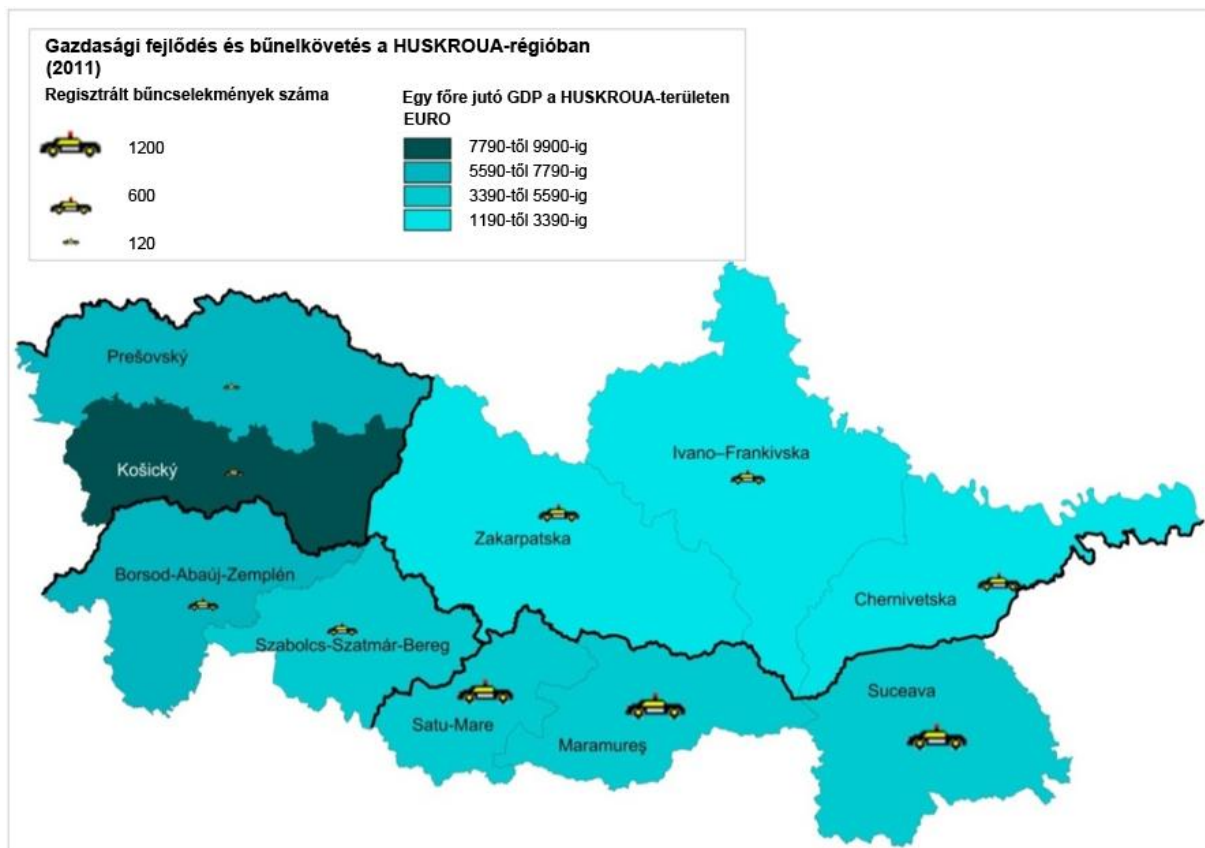 Gazdasági fejlődés és bűnelkövetés a HUSKROUA-régióban
(2011)
Regisztrált bűncselekmények száma
1200
600
120
Egy főre jutó GDP a HUSKROUA-területen
EURO
7790-től 9900-ig
5590-től 7790-ig
3390-től 5590-ig
1190-től 3390-ig
Prešovský
Košický
Ivano–Frankivska
Zakarpatska
Borsod-Abaúj-Zemplén
Chernivetska
Szabolcs-Szatmár-Bereg
Suceava
Satu-Mare
Maramureş